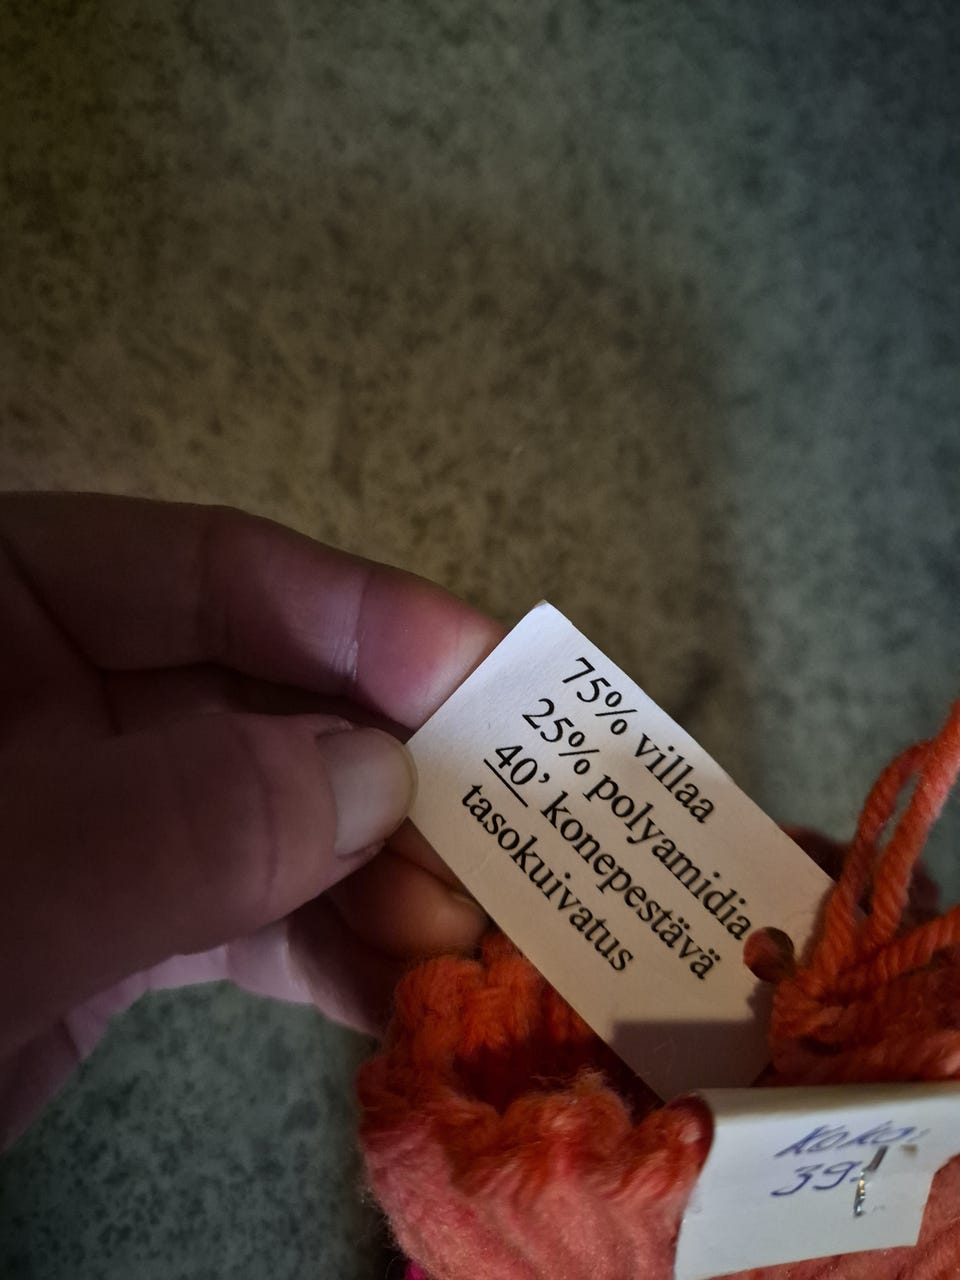 75% villaa
25% polyamidia
40’ konepestävä
tasokuivatus
Koko:
39-